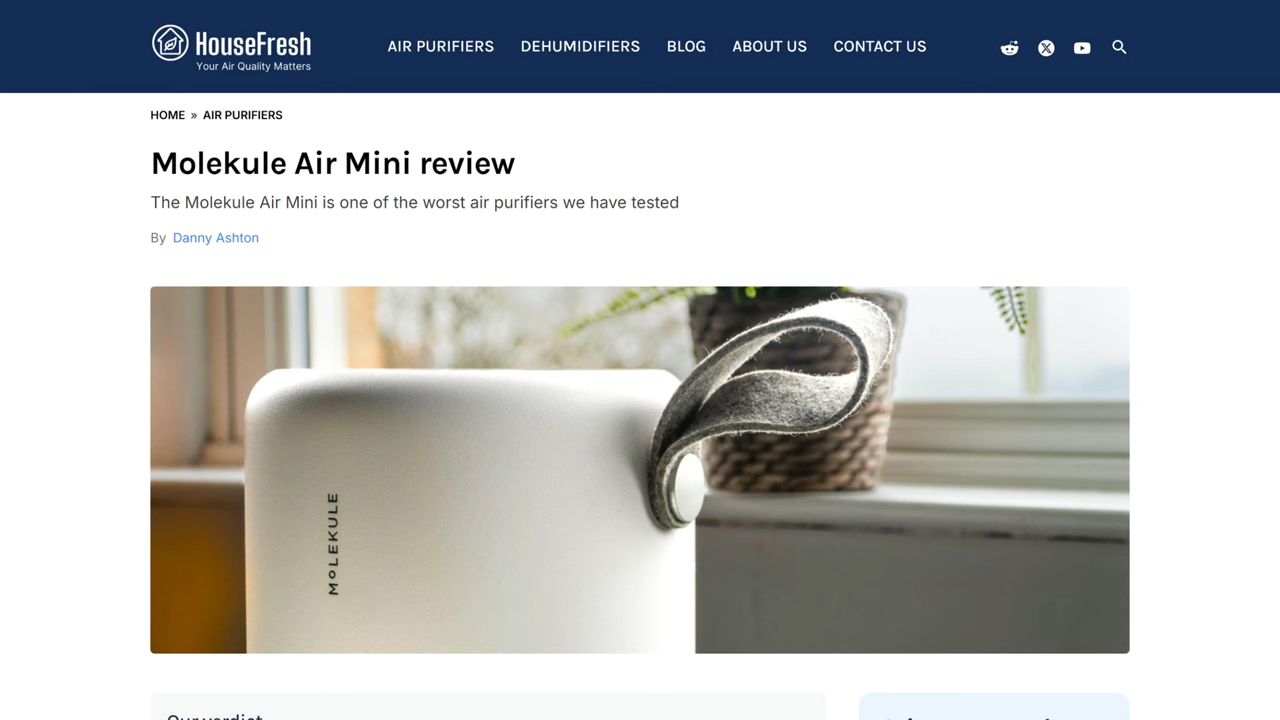 HouseFresh
Your Air Quality Matters
AIR PURIFIERS DEHUMIDIFIERS BLOG ABOUT US CONTACT US
HOME » AIR PURIFIERS
Molekule Air Mini review
The Molekule Air Mini is one of the worst air purifiers we have tested
By Danny Ashton
MOLEKULE
Our verdict